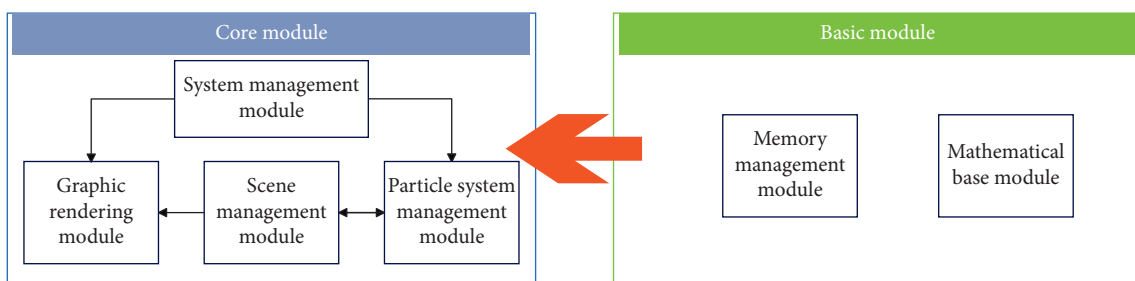 Core module
System management
module
Graphic
rendering
module
Scene
management
module
Particle system
management
module
Basic module
Memory
management
module
Mathematical
base module